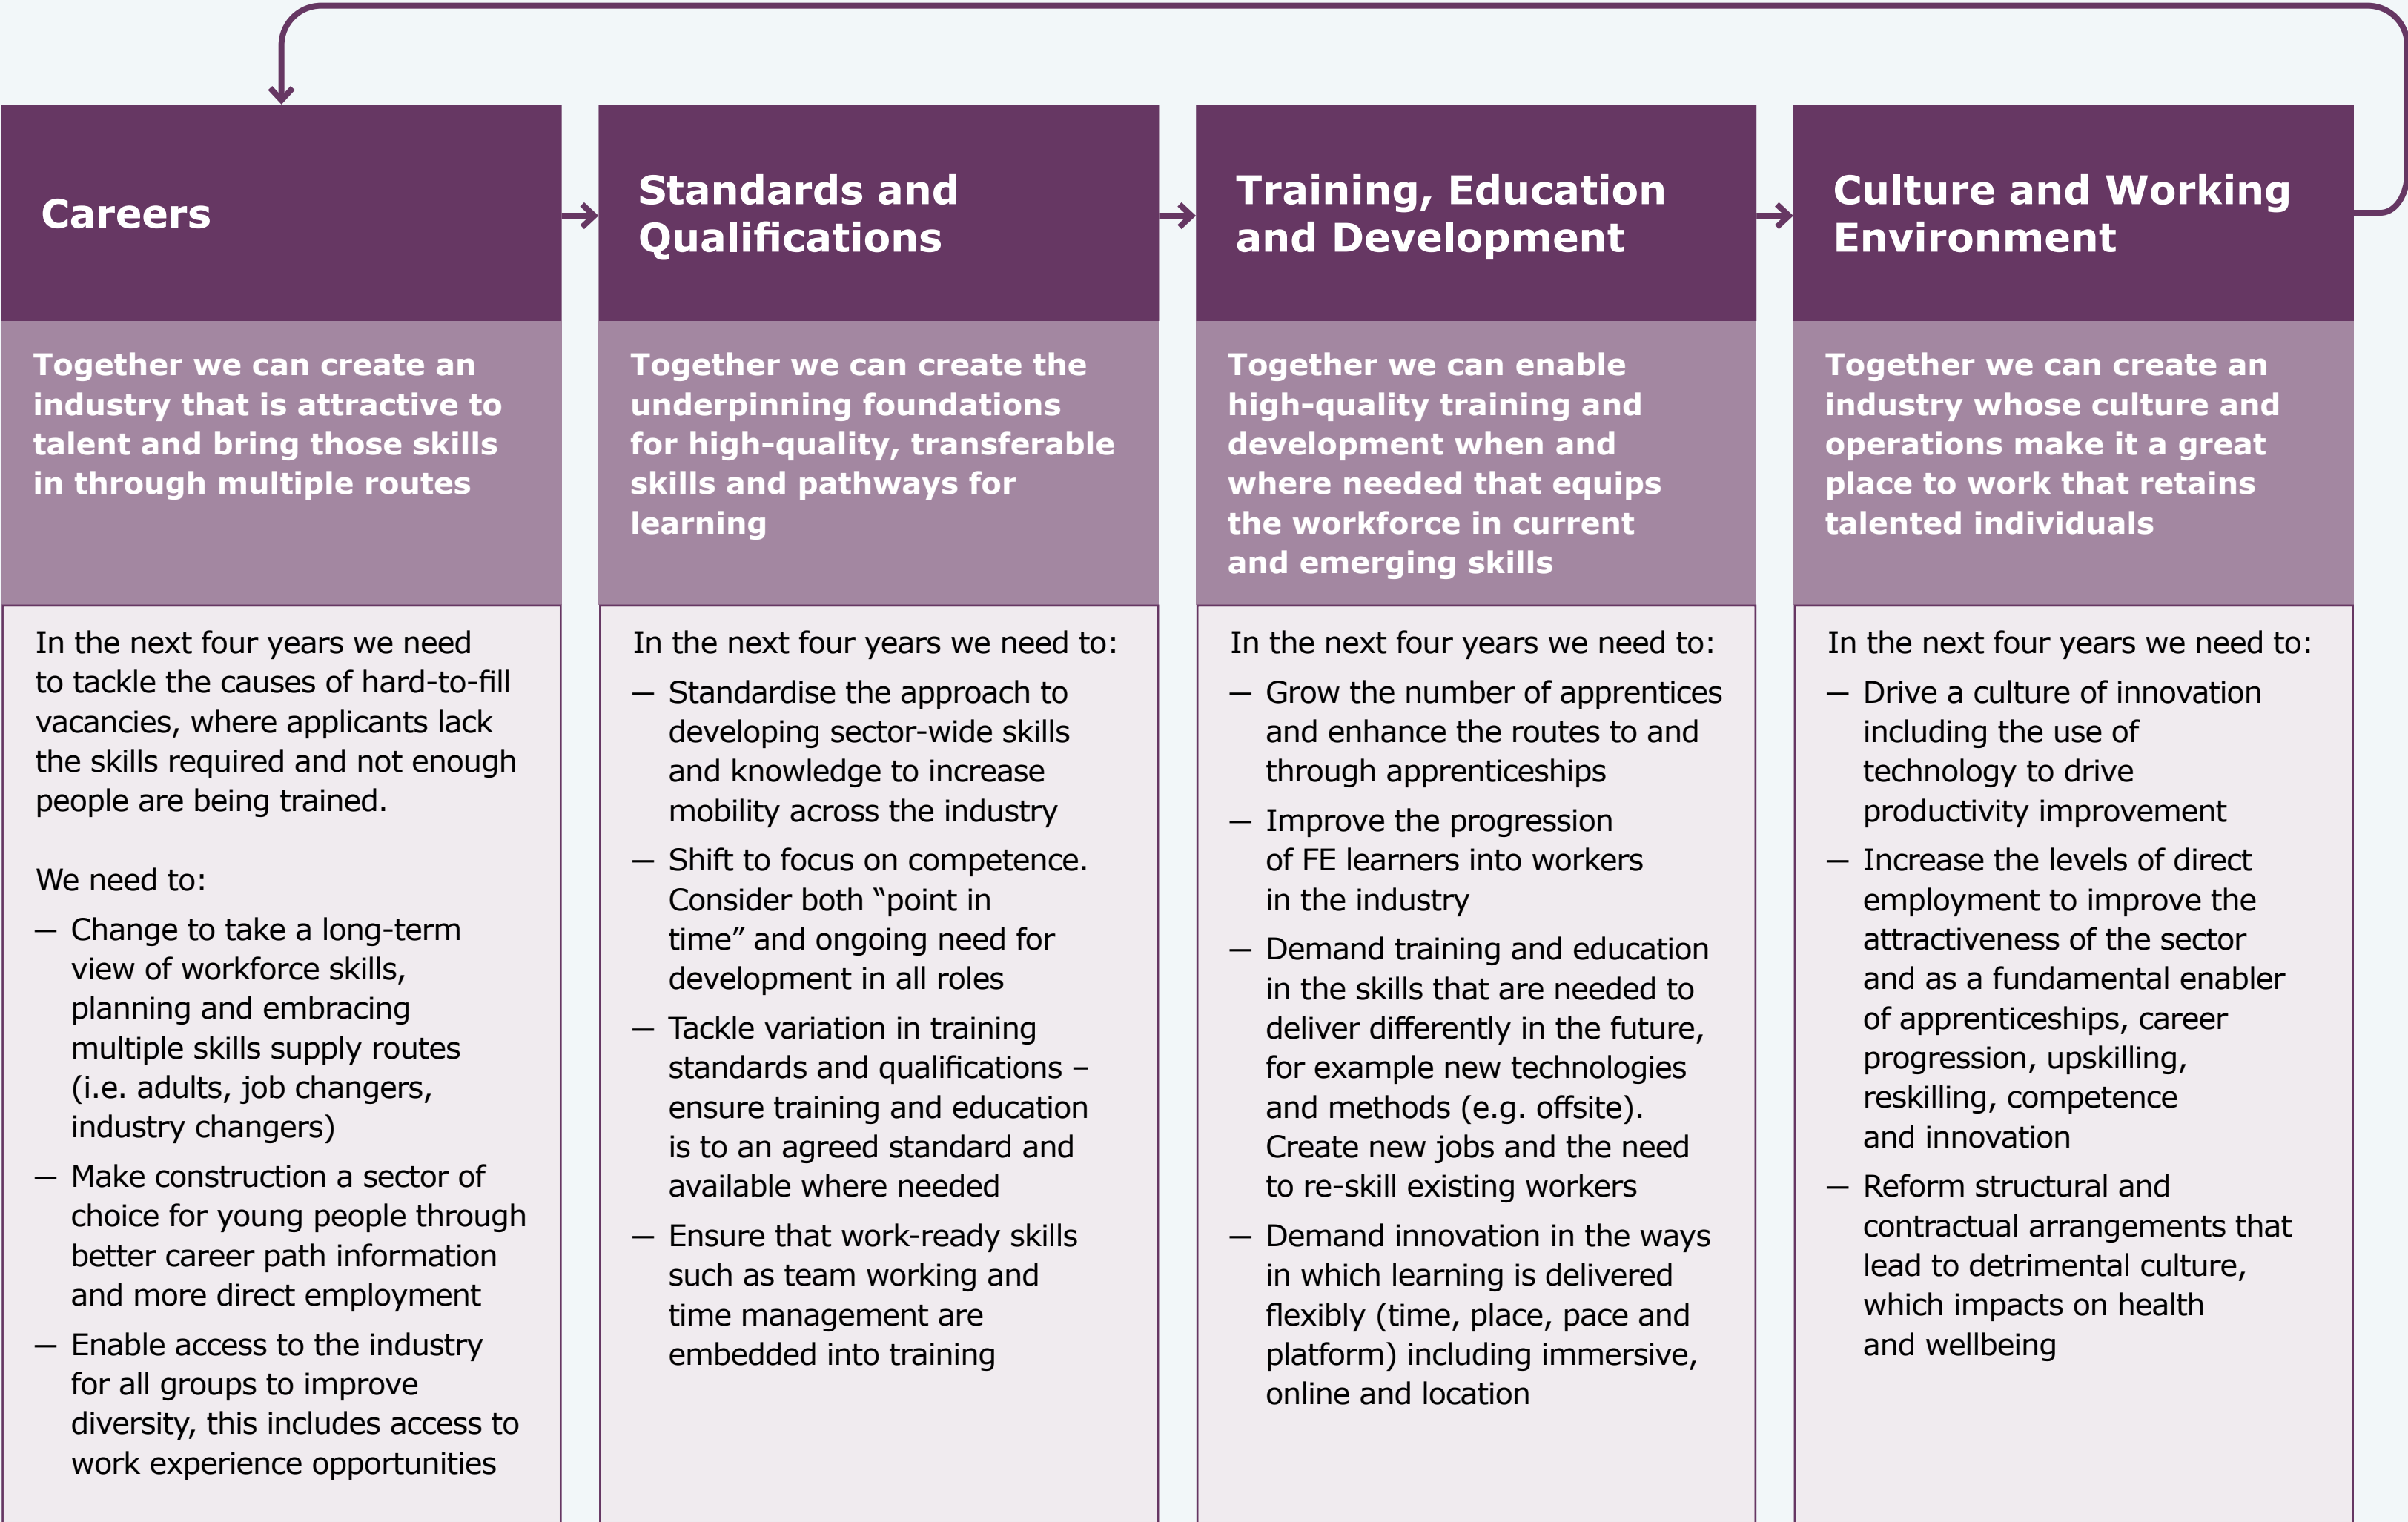 Careers
Together we can create an
industry that is attractive to
talent and bring those skills
in through multiple routes
In the next four years we need
to tackle the causes of hard-to-fill
vacancies, where applicants lack
the skills required and not enough
people are being trained.
We need to:
— Change to take a long-term
view of workforce skills,
planning and embracing
multiple skills supply routes
(i.e. adults, job changers,
industry changers)
— Make construction a sector of
choice for young people through
better career path information
and more direct employment
— Enable access to the industry
for all groups to improve
diversity, this includes access to
work experience opportunities
Standards and
Qualifications
Together we can create the
underpinning foundations
for high-quality, transferable
skills and pathways for
learning
In the next four years we need to:
— Standardise the approach to
developing sector-wide skills
and knowledge to increase
mobility across the industry
— Shift to focus on competence.
Consider both “point in
time” and ongoing need for
development in all roles
— Tackle variation in training
standards and qualifications –
ensure training and education
is to an agreed standard and
available where needed
— Ensure that work-ready skills
such as team working and
time management are
embedded into training
Training, Education
and Development
Together we can enable
high-quality training and
development when and
where needed that equips
the workforce in current
and emerging skills
In the next four years we need to:
— Grow the number of apprentices
and enhance the routes to and
through apprenticeships
— Improve the progression
of FE learners into workers
in the industry
— Demand training and education
in the skills that are needed to
deliver differently in the future,
for example new technologies
and methods (e.g. offsite).
Create new jobs and the need
to re-skill existing workers
— Demand innovation in the ways
in which learning is delivered
flexibly (time, place, pace and
platform) including immersive,
online and location
Culture and Working
Environment
Together we can create an
industry whose culture and
operations make it a great
place to work that retains
talented individuals
In the next four years we need to:
— Drive a culture of innovation
including the use of
technology to drive
productivity improvement
— Increase the levels of direct
employment to improve the
attractiveness of the sector
and as a fundamental enabler
of apprenticeships, career
progression, upskilling,
reskilling, competence
and innovation
— Reform structural and
contractual arrangements that
lead to detrimental culture,
which impacts on health
and wellbeing